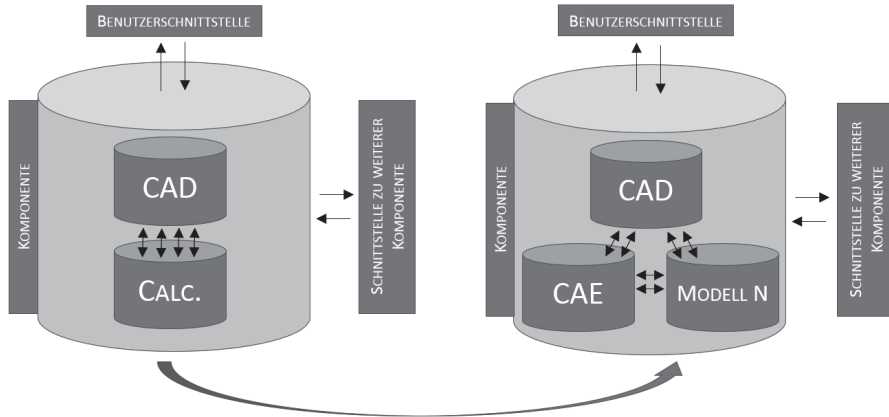 BENUTZERSCHNITTSTELLE
KOMPONENTE
CAD
CALC.
SCHNITTSTELLE ZU WEITERER
KOMPONENTE
BENUTZERSCHNITTSTELLE
KOMPONENTE
CAD
CAE
MODELL N
SCHNITTSTELLE ZU WEITERER
KOMPONENTE